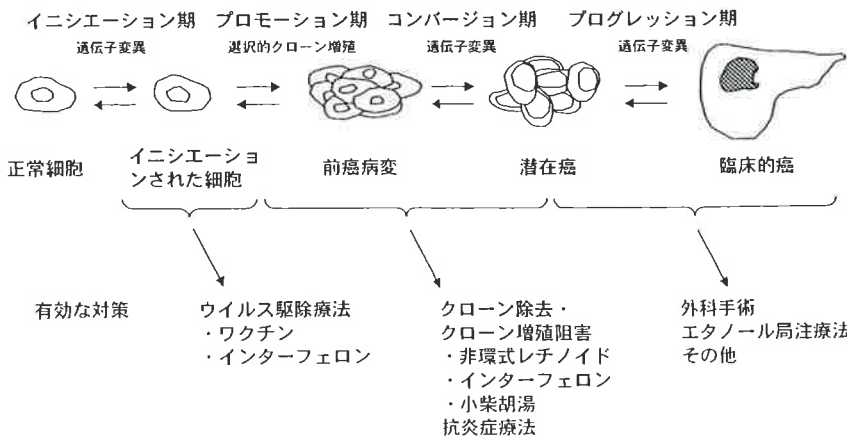 イニシエーション期 プロモーション期 コンバージョン期 プログレッション期
遺伝子変異 選択的クローン増殖 遺伝子変異 遺伝子変異
正常細胞
イニシエーショ
ンされた細胞
前癌病変
潜在癌
臨床的癌
有効な対策
ウイルス駆除療法
・ワクチン
・インターフェロン
クローン除去・
クローン増殖阻害
・非環式レチノイド
・インターフェロン
・小柴胡湯
抗炎症療法
外科手術
エタノール局注療法
その他